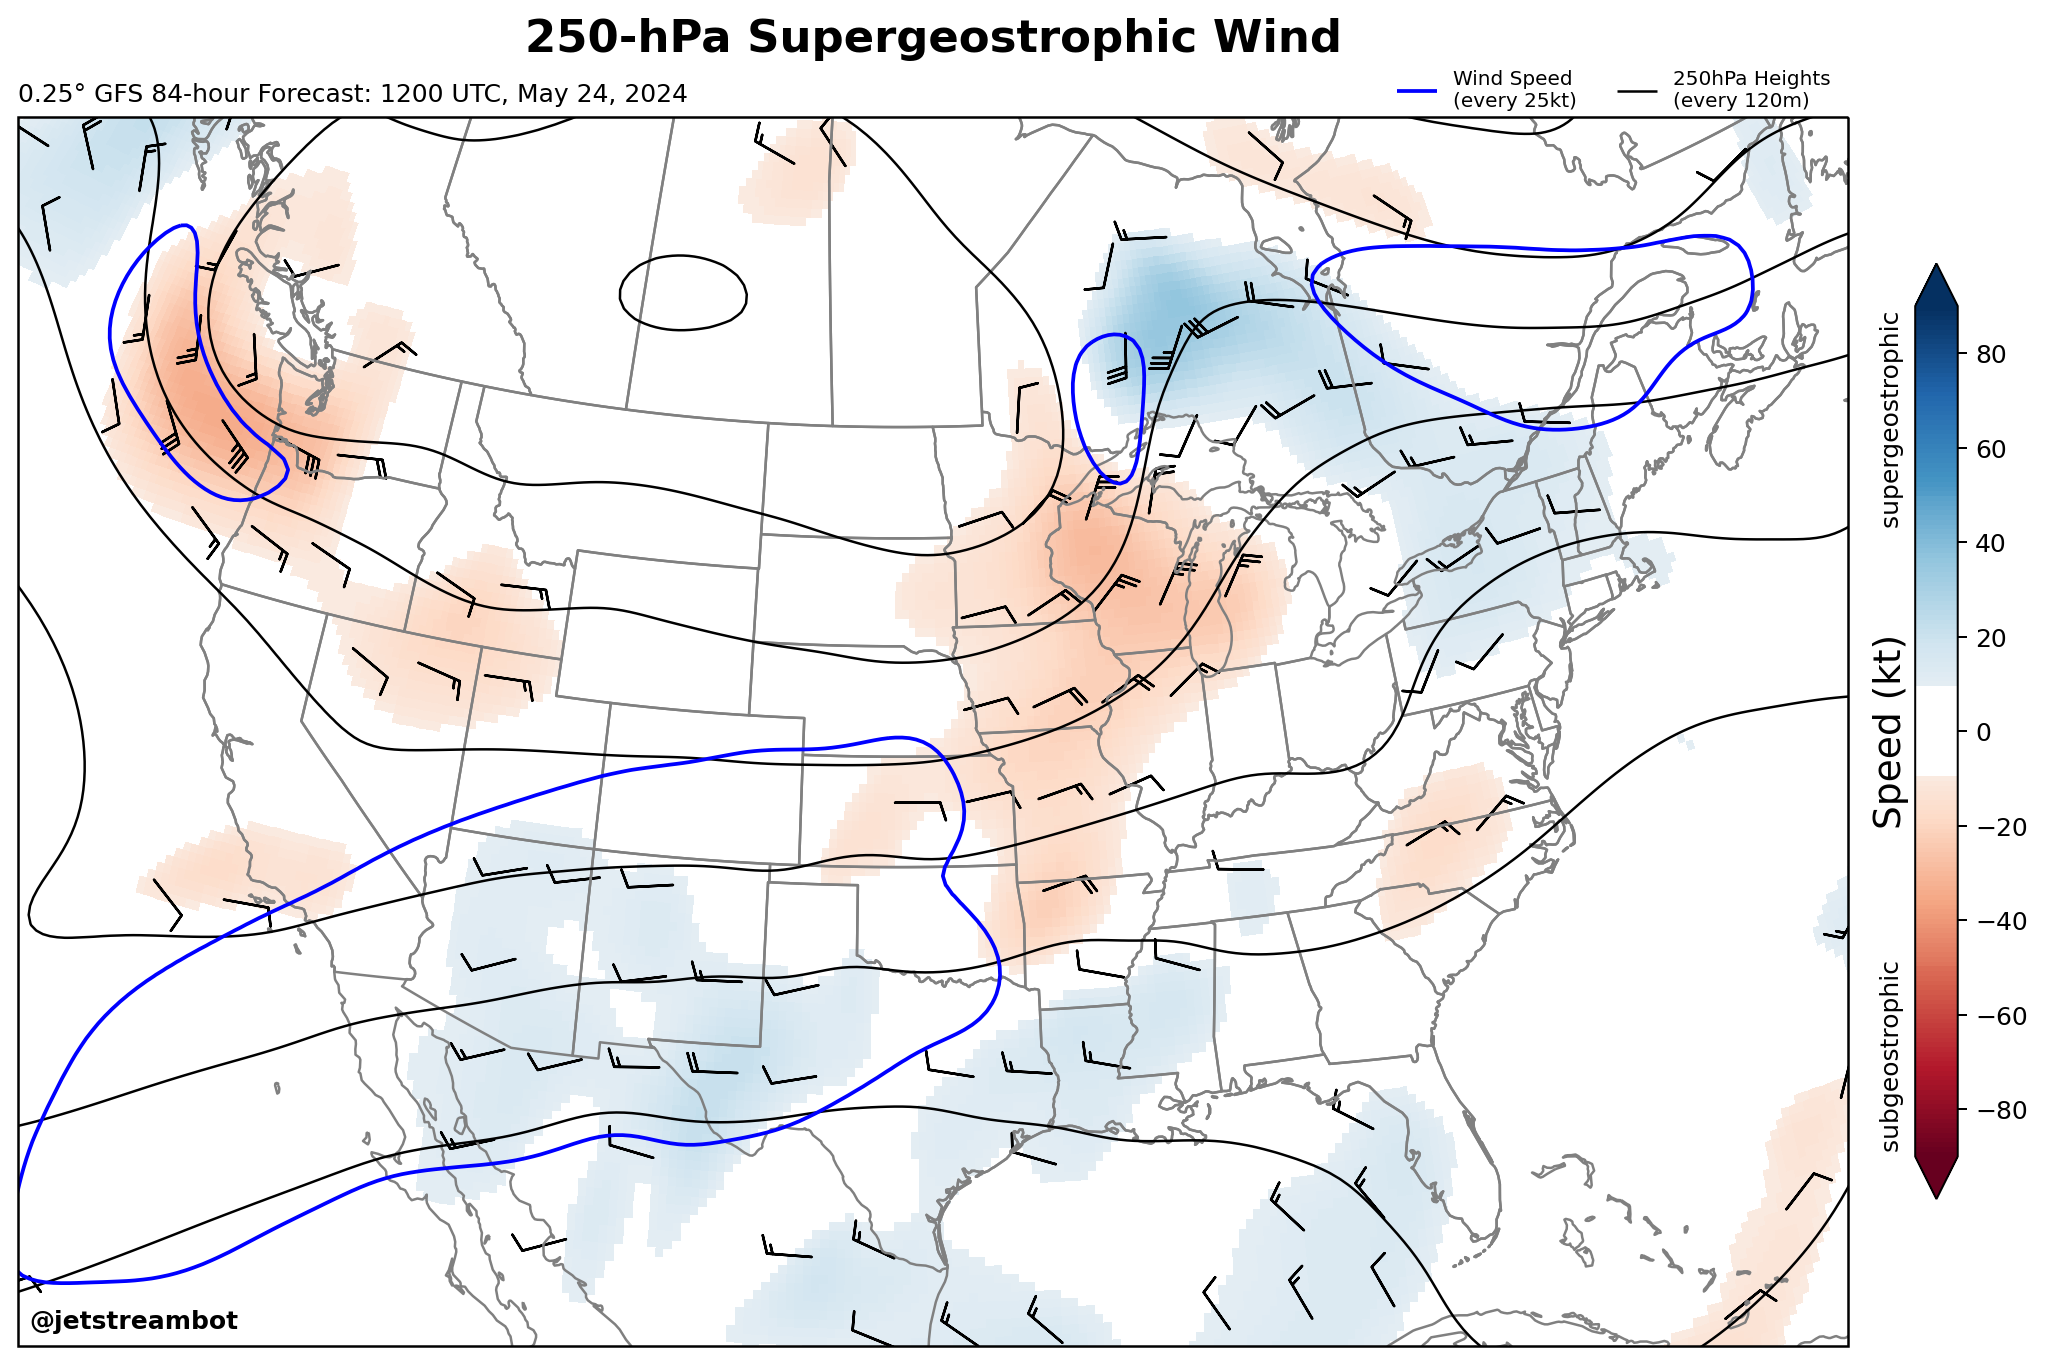 250-hPa Supergeostrophic Wind
0.25° GFS 84-hour Forecast: 1200 UTC, May 24, 2024
Wind Speed
(every 25kt)
250hPa Heights
(every 120m)
supergeostrophic
Speed (kt)
subgeostrophic
80
60
40
20
0
−20
−40
−60
−80
@jetstreambot